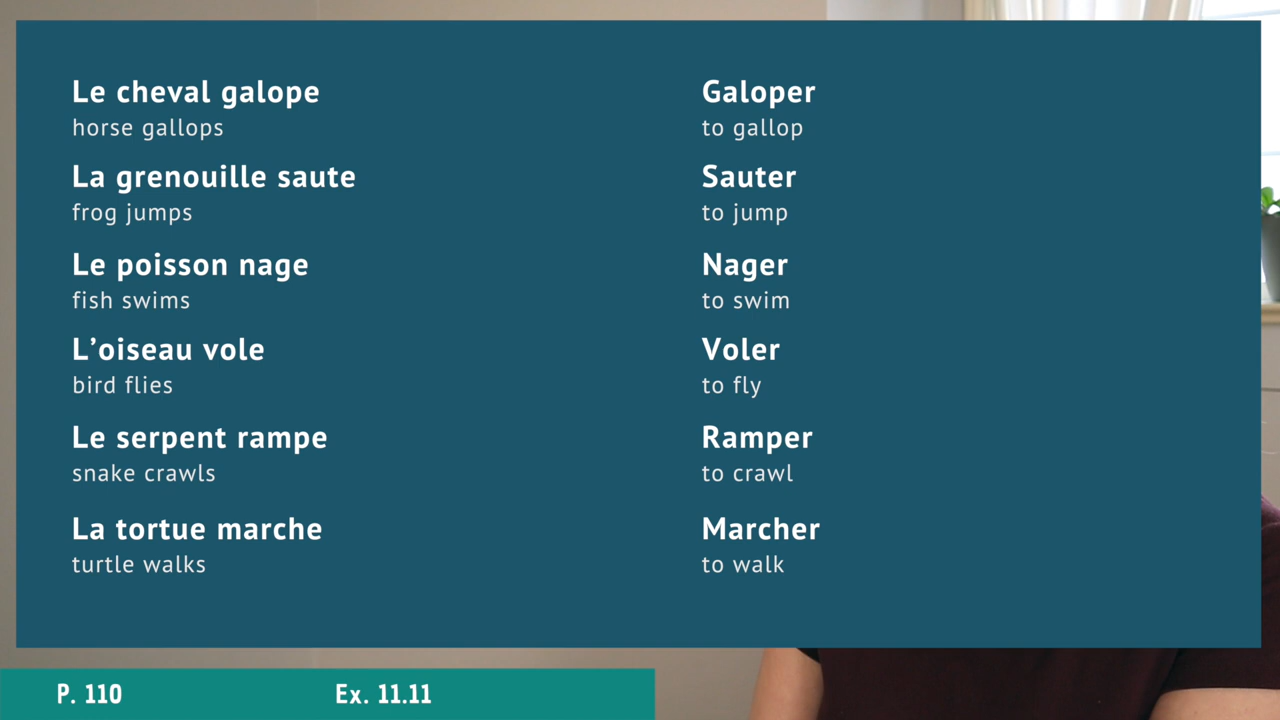 Le cheval galope
horse gallops
Galoper
to gallop
La grenouille saute
frog jumps
Sauter
to jump
Le poisson nage
fish swims
Nager
to swim
L’oiseau vole
bird flies
Voler
to fly
Le serpent rampe
snake crawls
Ramper
to crawl
La tortue marche
turtle walks
Marcher
to walk
P. 110
Ex. 11.11